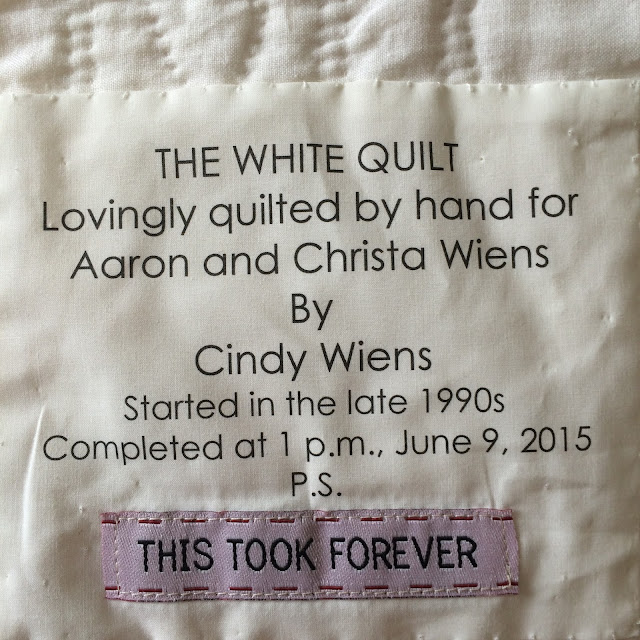 THE WHITE QUILT
Lovingly quilted by hand for
Aaron and Christa Wiens
By
Cindy Wiens
Started in the late 1990s
Completed at 1 p.m., June 9, 2015
P.S.
THIS TOOK FOREVER